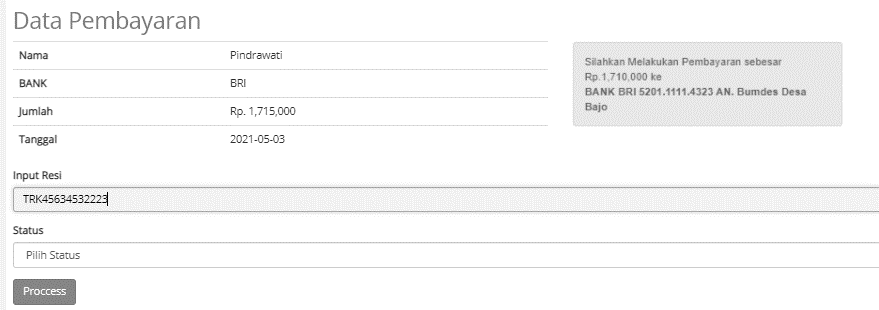 Data Pembayaran
Nama Pindrawati
BANK BRI
Jumlah Rp. 1,715,000
Tanggal 2021-05-03
Silahkan Melakukan Pembayaran sebesar
Rp.1,710,000 ke
BANK BRI 5201.1111.4323 AN. Bumdes Desa
Bajo
Input Resi
TRK45634532223
Status
Pilih Status
Proccess